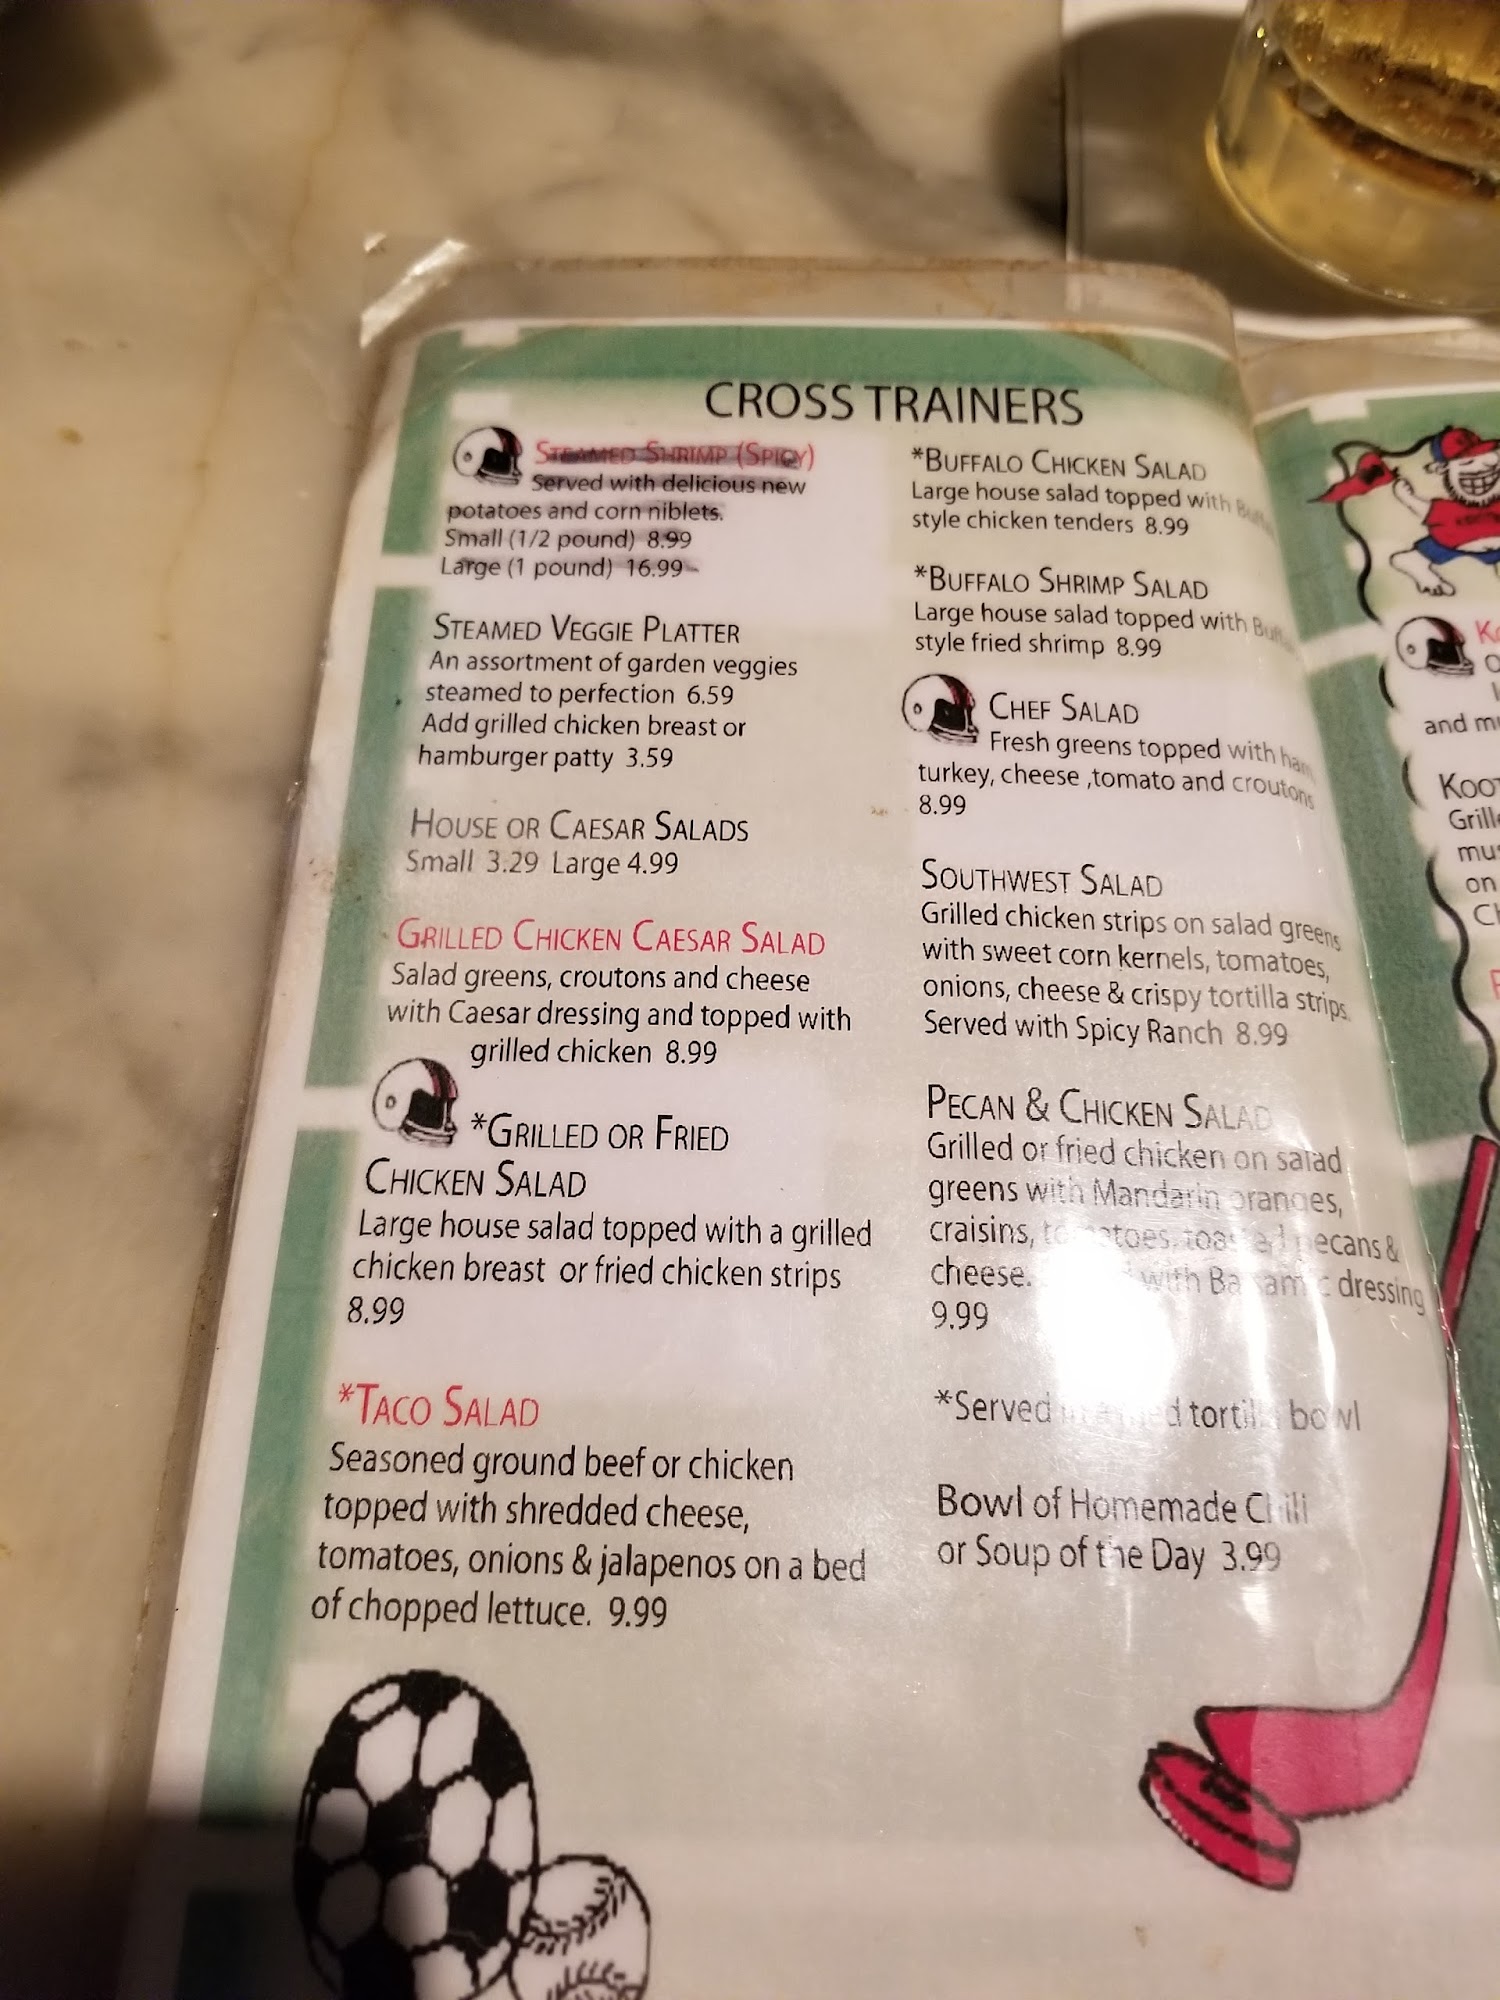 CROSS TRAINERS
STEAMED SHRIMP (SPICY)
Served with delicious new
potatoes and corn niblets.
Small (1/2 pound) 8.99
Large (1 pound) 16.99
STEAMED VEGGIE PLATTER
An assortment of garden veggies
steamed to perfection 6.59
Add grilled chicken breast or
hamburger patty 3.59
HOUSE OR CAESAR SALADS
Small 3.29 Large 4.99
GRILLED CHICKEN CAESAR SALAD
Salad greens, croutons and cheese
with Caesar dressing and topped with
grilled chicken 8.99
*GRILLED OR FRIED
CHICKEN SALAD
Large house salad topped with a grilled
chicken breast or fried chicken strips
8.99
*TACO SALAD
Seasoned ground beef or chicken
topped with shredded cheese,
tomatoes, onions & jalapenos on a bed
of chopped lettuce. 9.99
*BUFFALO CHICKEN SALAD
Large house salad topped with
style chicken tenders 8.99
*BUFFALO SHRIMP SALAD
Large house salad topped with
style fried shrimp 8.99
CHEF SALAD
Fresh greens topped with ham,
turkey, cheese ,tomato and croutons
8.99
SOUTHWEST SALAD
Grilled chicken strips on salad greens
with sweet corn kernels, tomatoes,
onions, cheese & crispy tortilla strips.
Served with Spicy Ranch 8.99
PECAN & CHICKEN SALAD
Grilled or fried chicken on salad
greens with Mandarin oranges,
craisins, tomatoes, toasted pecans &
cheese. with Balsamic dressing
9.99
*Served tortilla bowl
Bowl of Homemade Chili
or Soup of the Day 3.99
and
on